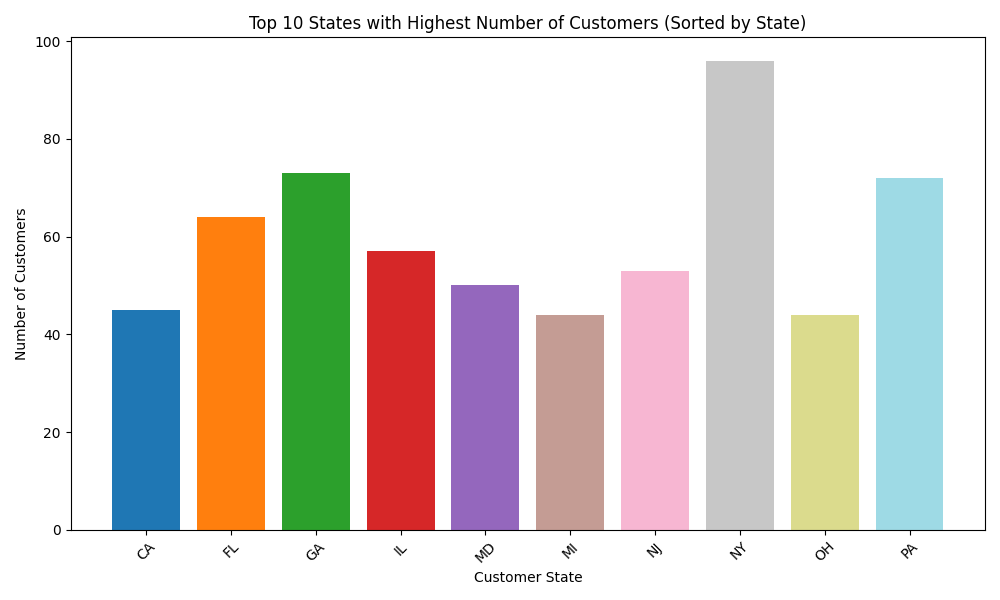 Top 10 States with Highest Number of Customers (Sorted by State)
100
80
60
40
20
0
Number of Customers
CA
FL
GA
IL
MD
MI
NJ
NY
OH
PA
Customer State